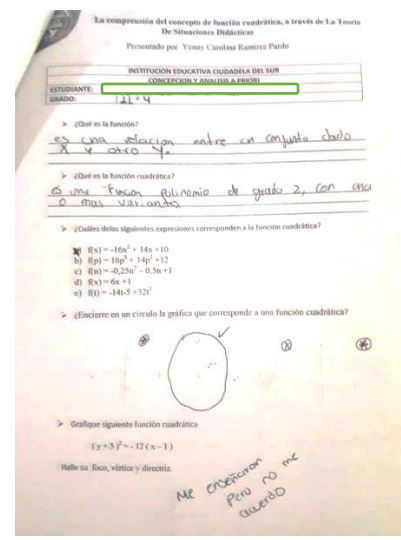 La comprensión del concepto de función cuadrática, a través de La Teoría
De Situaciones Didácticas
Presentado por Yenny Carolina Ramírez Pardo
INSTITUCION EDUCATIVA CIUDADELA DEL SUR
CONCEPCION Y ANALISIS A PRIORI
ESTUDIANTE:
GRADO:
➢ ¿Qué es la función?
es una relacion entre un conjunto dado
X y otro Y.
➢ ¿Qué es la función cuadrática?
es una funcion polinomio de grado 2, con una
o mas variantes
➢ ¿Cuáles delas siguientes expresiones corresponden a la función cuadrática?
f(x) = -16x² + 14x +10
b) f(p) = 16p³ + 14p² +12
c) f(n) = -0,25n² – 0,5n +1
d) f(x) = 6x +1
e) f(t) = -14t-5 +32t²
➢ ¿Encierre en un circulo la gráfica que corresponde a una función cuadrática?
➢ Grafique siguiente función cuadrática
(y+5)² = -12(x-1)
Halle su foco, vértice y directriz.
Me enseñaron
Pero no me
acuerdo